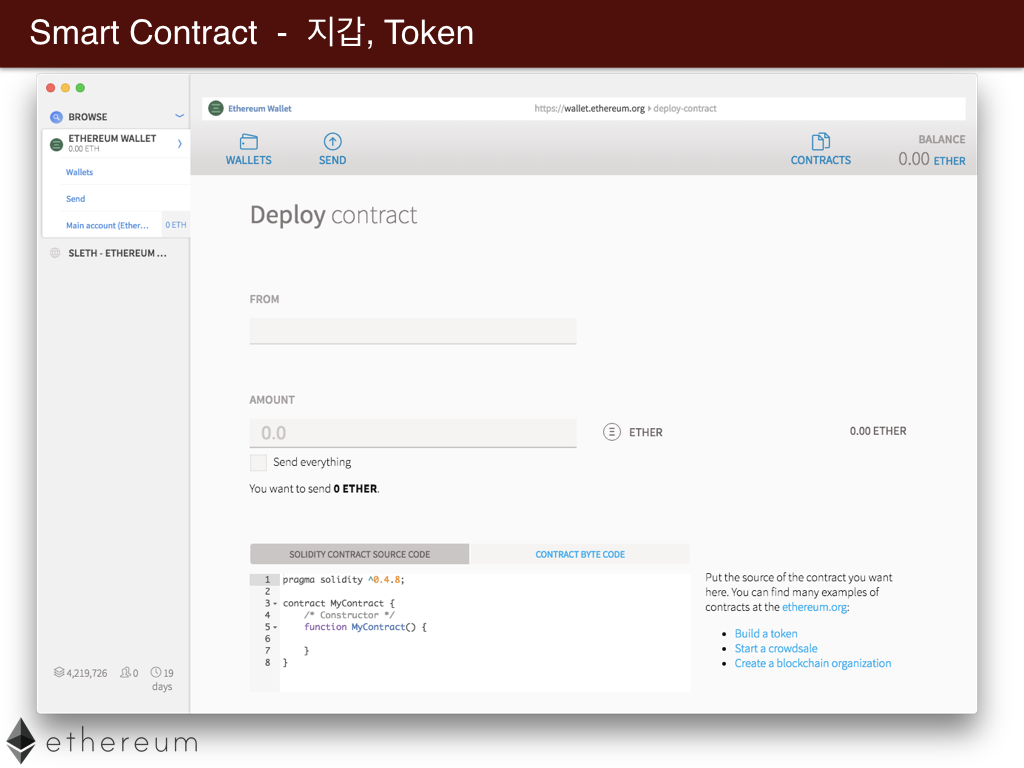 Smart Contract - 지갑, Token
BROWSE
ETHEREUM WALLET
0.00 ETH
Wallets
Send
Main account (Ether... 0 ETH
SLETH - ETHEREUM ...
4,219,726 0 19
days
Ethereum Wallet https://wallet.ethereum.org deploy-contract
WALLETS SEND CONTRACTS
BALANCE
0.00 ETHER
Deploy contract
FROM
AMOUNT
0.0 ETHER 0.00 ETHER
Send everything
You want to send 0 ETHER.
SOLIDITY CONTRACT SOURCE CODE CONTRACT BYTE CODE
1 pragma solidity ^0.4.8;
2
3 contract MyContract {
4 /* Constructor */
5 function MyContract() {
6
7 }
8 }
Put the source of the contract you want
here. You can find many examples of
contracts at the ethereum.org:
• Build a token
• Start a crowdsale
• Create a blockchain organization
ethereum